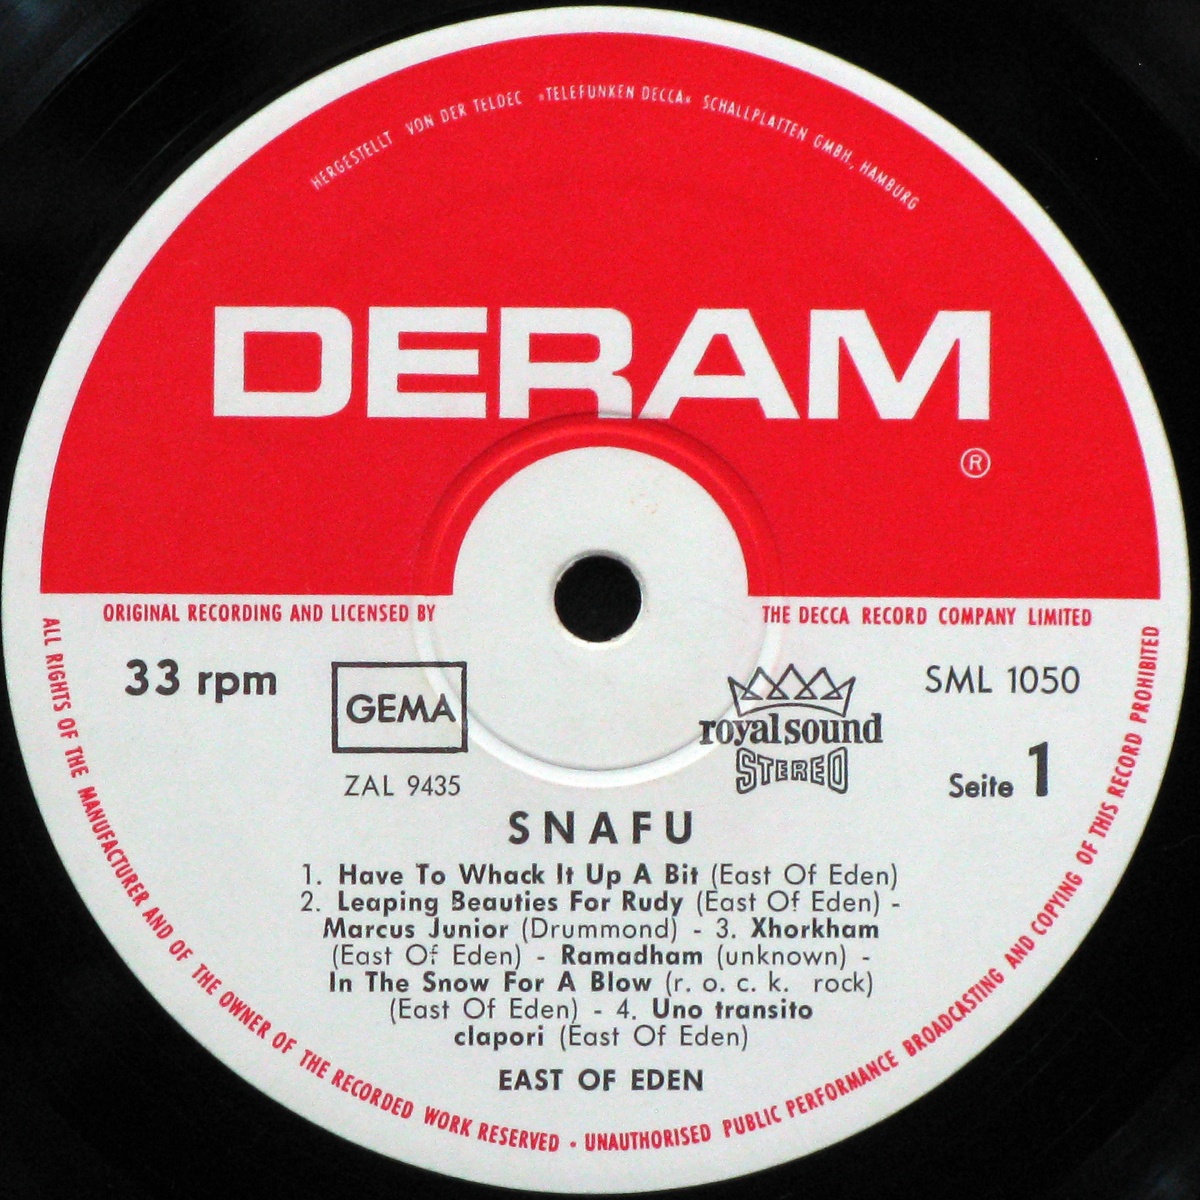 HERGESTELLT VON DER TELDEC »TELEFUNKEN DECCA« SCHALLPLATTEN GMBH, HAMBURG
DERAM
®
ORIGINAL RECORDING AND LICENSED BY THE DECCA RECORD COMPANY LIMITED
33 rpm
GEMA
ZAL 9435
royal sound
STEREO
SML 1050
Seite 1
SNAFU
1. Have To Whack It Up A Bit (East Of Eden)
2. Leaping Beauties For Rudy (East Of Eden) -
Marcus Junior (Drummond) - 3. Xhorkham
(East Of Eden) - Ramadham (unknown) -
In The Snow For A Blow (r. o. c. k. rock)
(East Of Eden) - 4. Uno transito
clapori (East Of Eden)
EAST OF EDEN
ALL RIGHTS OF THE MANUFACTURER AND OF THE OWNER OF THE RECORDED WORK RESERVED · UNAUTHORISED PUBLIC PERFORMANCE BROADCASTING AND COPYING OF THIS RECORD PROHIBITED